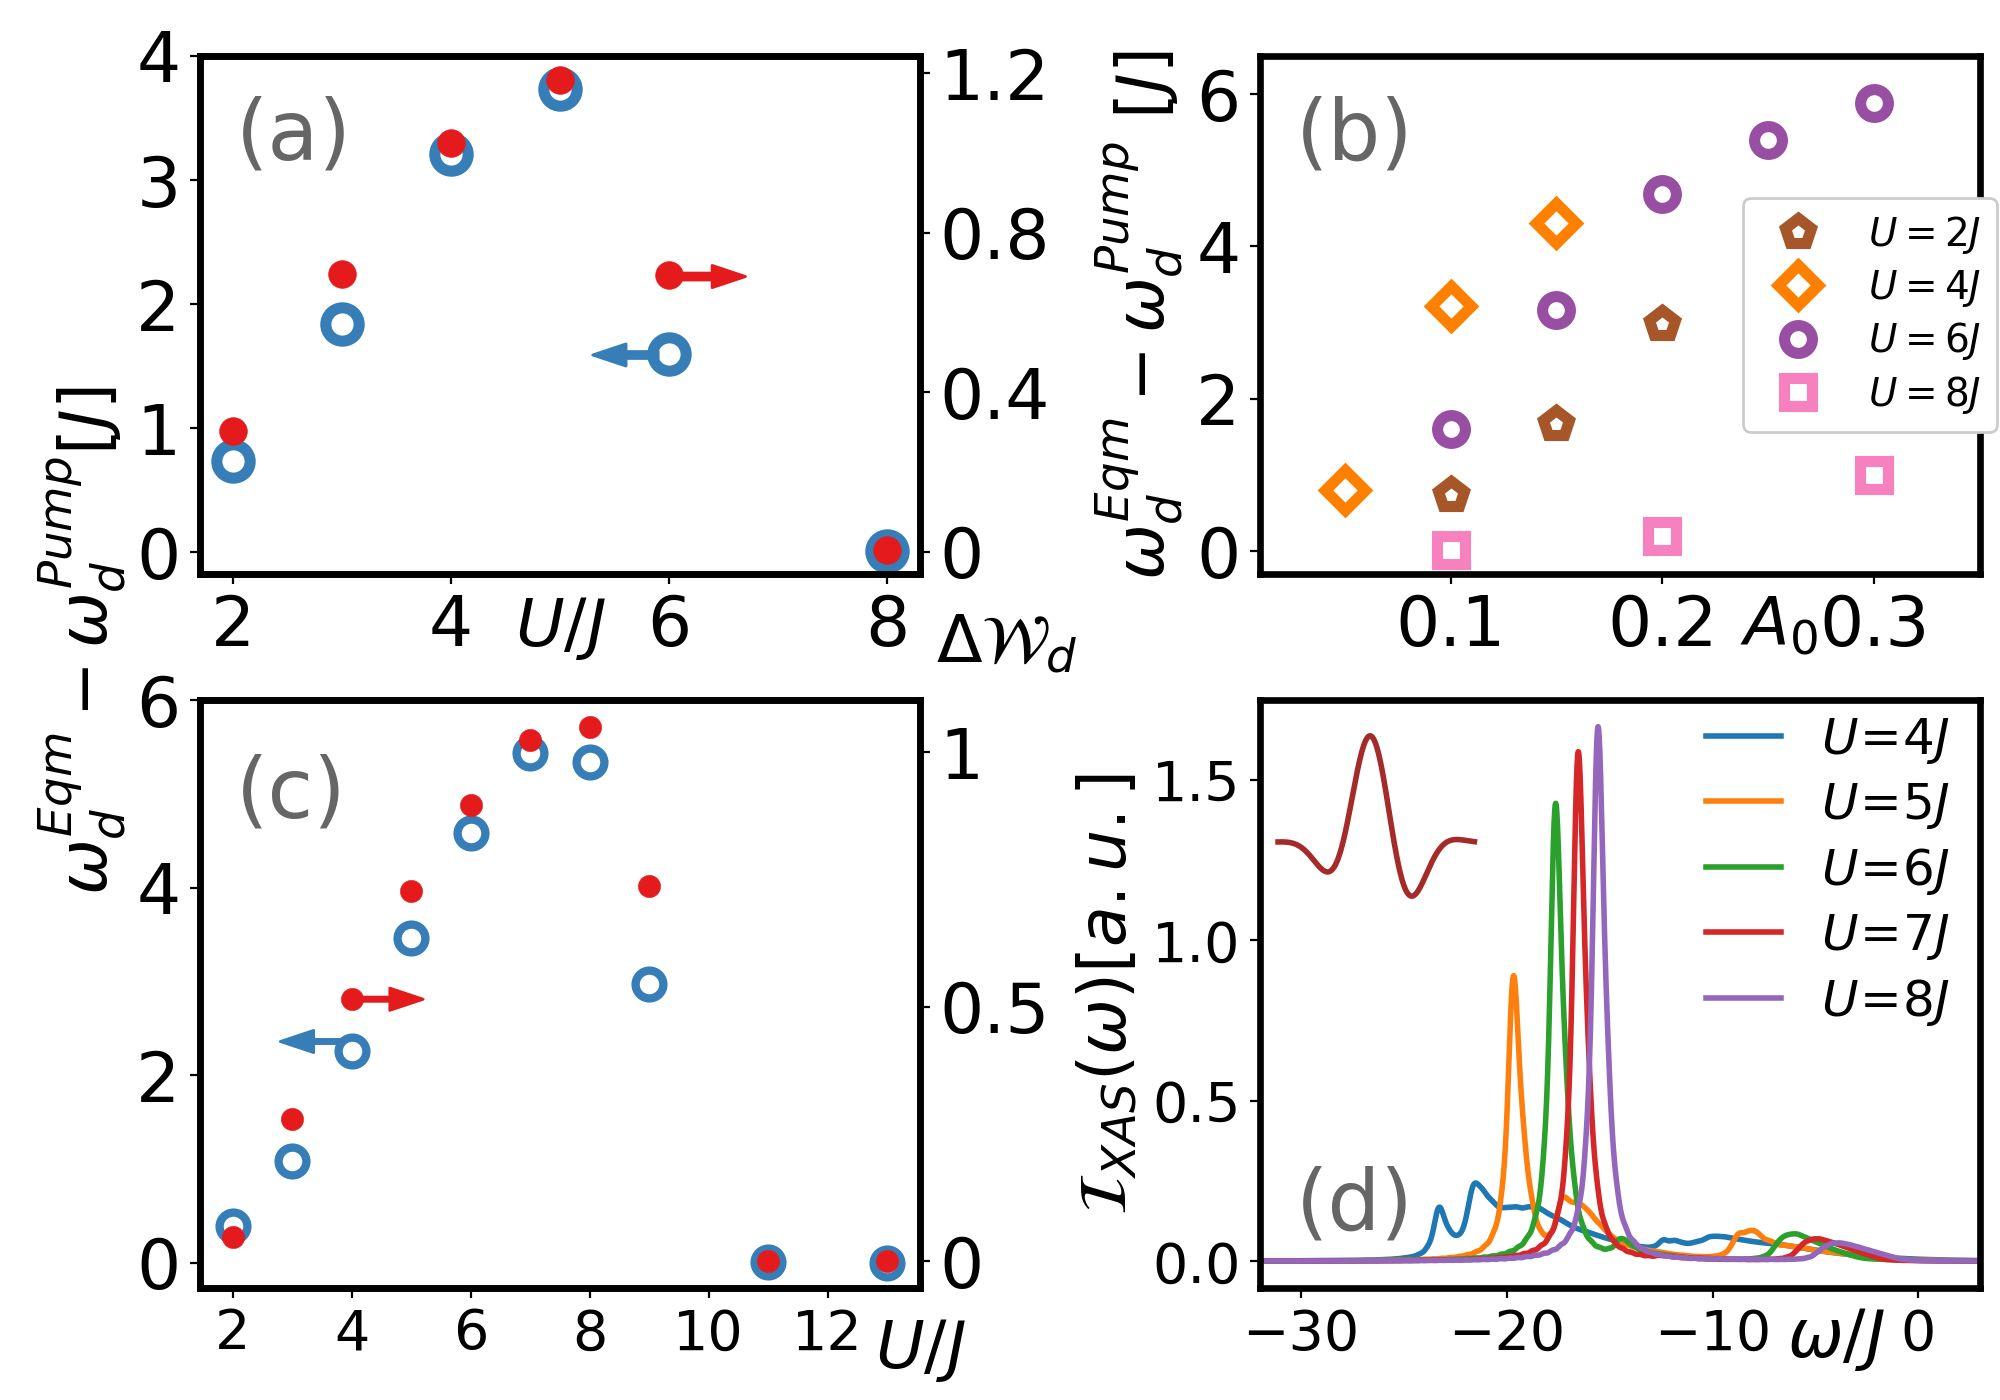 (a)
4
3
2
1
0
1.2
0.8
0.4
0
2
4
U/J
6
8
ω_d^{Eqm} − ω_d^{Pump} [J]
Δ𝒲_d
(b)
6
4
2
0
ω_d^{Eqm} − ω_d^{Pump} [J]
U = 2J
U = 4J
U = 6J
U = 8J
0.1
0.2
A_0
0.3
(c)
6
4
2
0
1
0.5
0
2
4
6
8
10
12
U/J
(d)
ℐ_{XAS}(ω)[a.u.]
1.5
1.0
0.5
0.0
U=4J
U=5J
U=6J
U=7J
U=8J
−30
−20
−10
ω/J
0